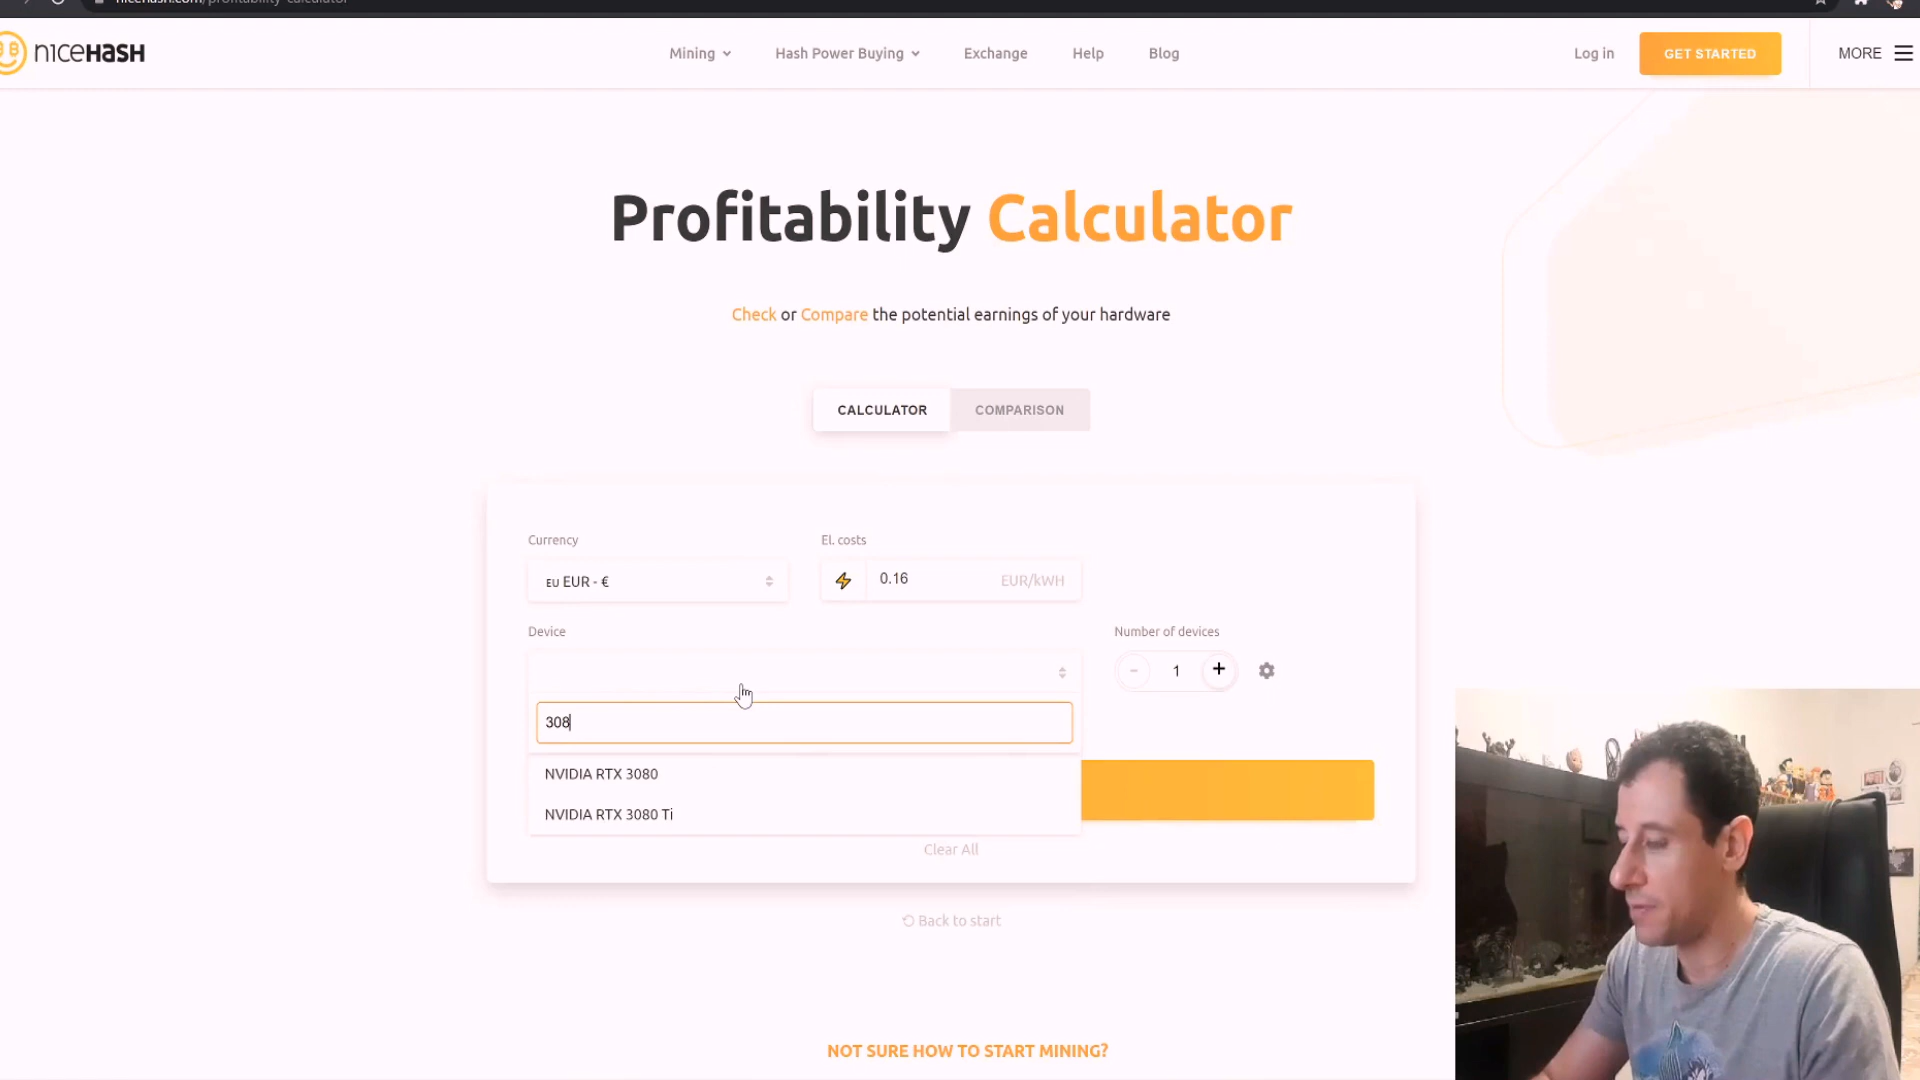 niceHASH
Mining
Hash Power Buying
Exchange
Help
Blog
Log in
GET STARTED
MORE
Profitability Calculator
Check or Compare the potential earnings of your hardware
CALCULATOR
COMPARISON
Currency
El. costs
EU EUR - €
0.16
EUR/kWH
Device
Number of devices
1
308
NVIDIA RTX 3080
NVIDIA RTX 3080 Ti
Clear All
Back to start
NOT SURE HOW TO START MINING?